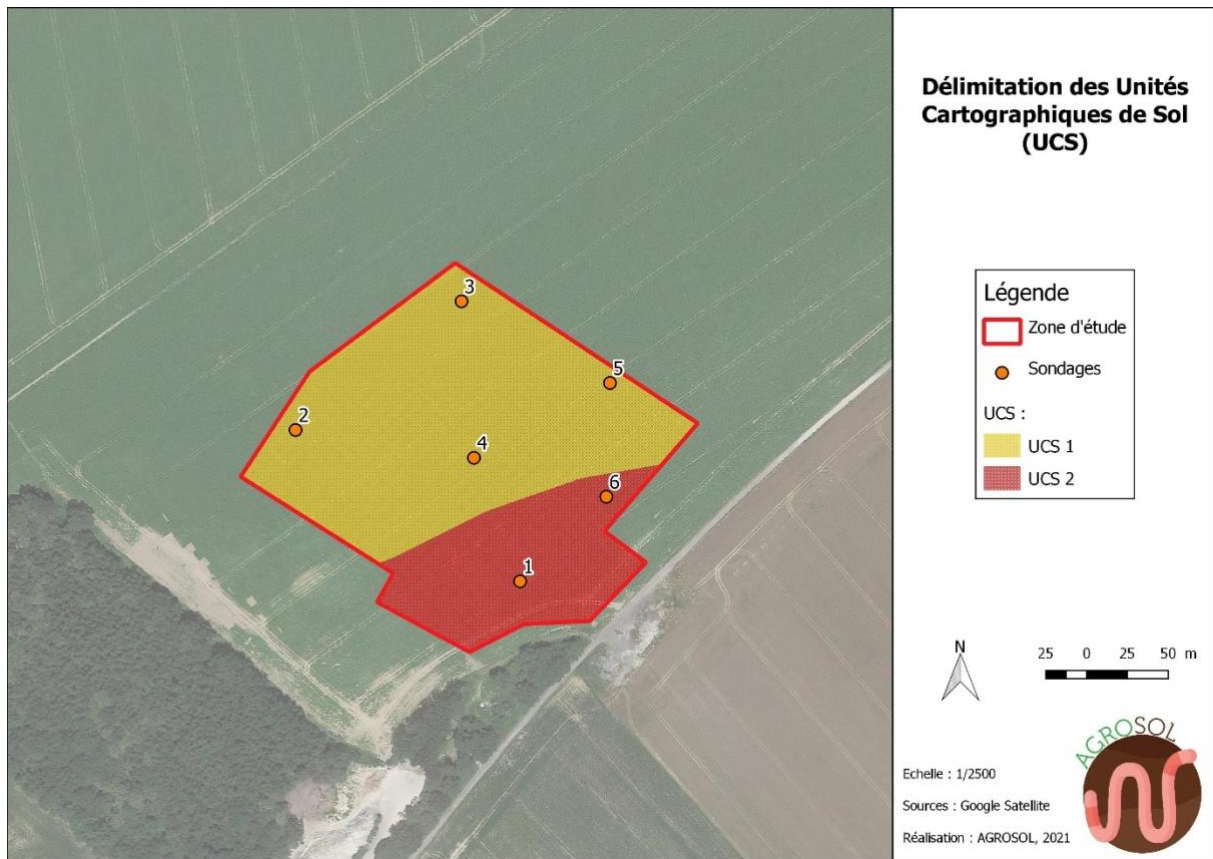 Délimitation des Unités
Cartographiques de Sol
(UCS)
3
5
2
4
6
1
Légende
Zone d'étude
Sondages
UCS :
UCS 1
UCS 2
N
25 0 25 50 m
AGROSOL
Echelle : 1/2500
Sources : Google Satellite
Réalisation : AGROSOL, 2021